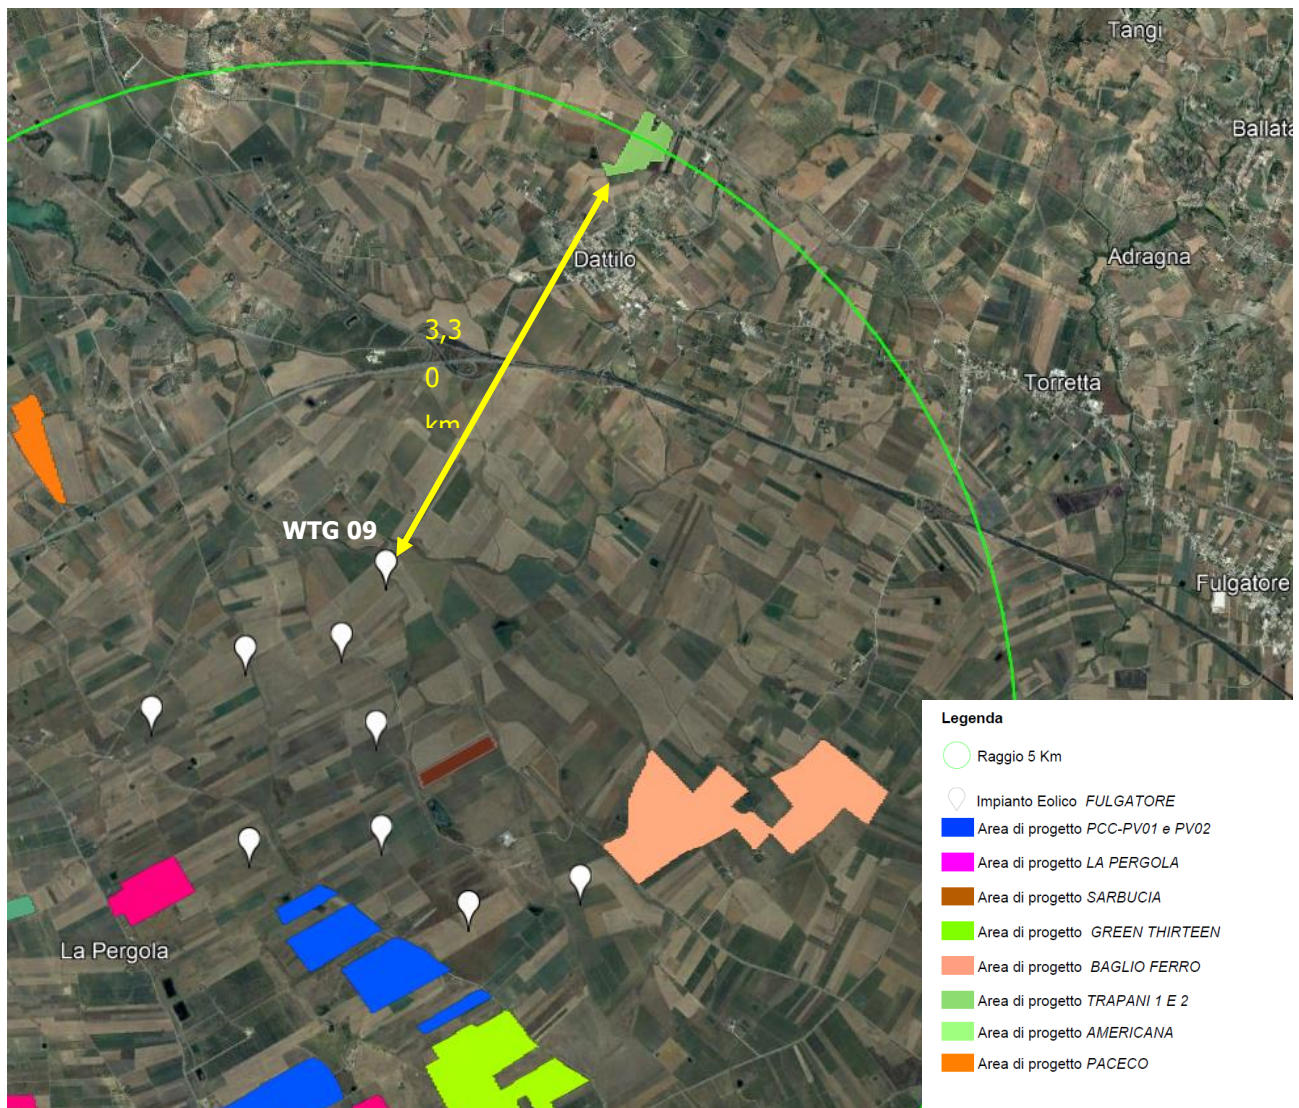 Tangi
Ballata
Adragna
Dattilo
3,3
0
km
Torretta
WTG 09
Fulgatore
La Pergola
Legenda
Raggio 5 Km
Impianto Eolico FULGATORE
Area di progetto PCC-PV01 e PV02
Area di progetto LA PERGOLA
Area di progetto SARBUCIA
Area di progetto GREEN THIRTEEN
Area di progetto BAGLIO FERRO
Area di progetto TRAPANI 1 E 2
Area di progetto AMERICANA
Area di progetto PACECO